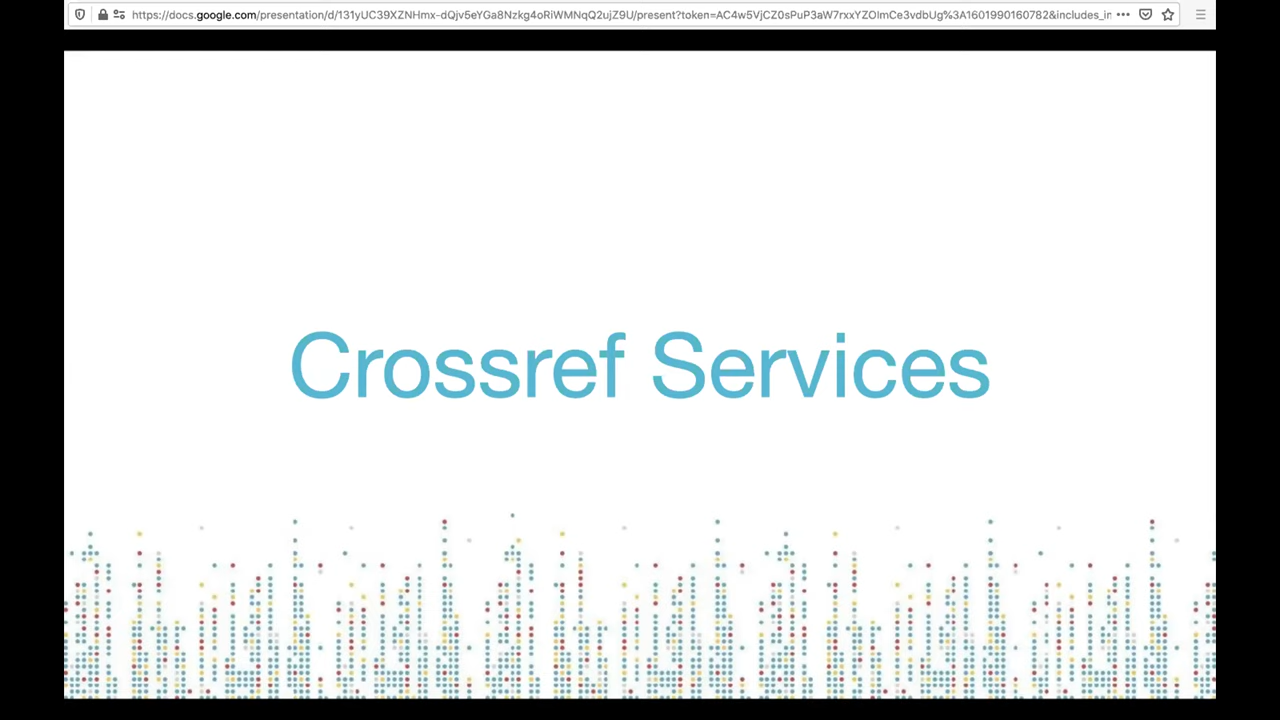 https://docs.google.com/presentation/d/131yUC39XZNHmx-dQjv5eYGa8Nzkg4oRiWMNqQ2ujZ9U/present?token=AC4w5VjCZ0sPuP3aW7rxxYZOlmCe3vdbUg%3A1601990160782&includes_in
Crossref Services